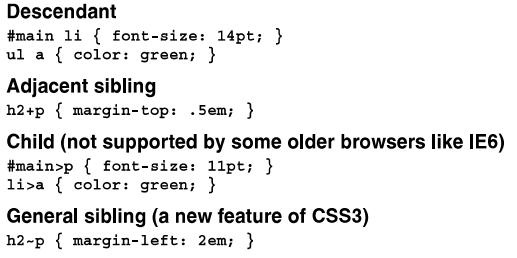 Descendant
#main li { font-size: 14pt; }
ul a { color: green; }
Adjacent sibling
h2+p { margin-top: .5em; }
Child (not supported by some older browsers like IE6)
#main>p { font-size: 11pt; }
li>a { color: green; }
General sibling (a new feature of CSS3)
h2~p { margin-left: 2em; }